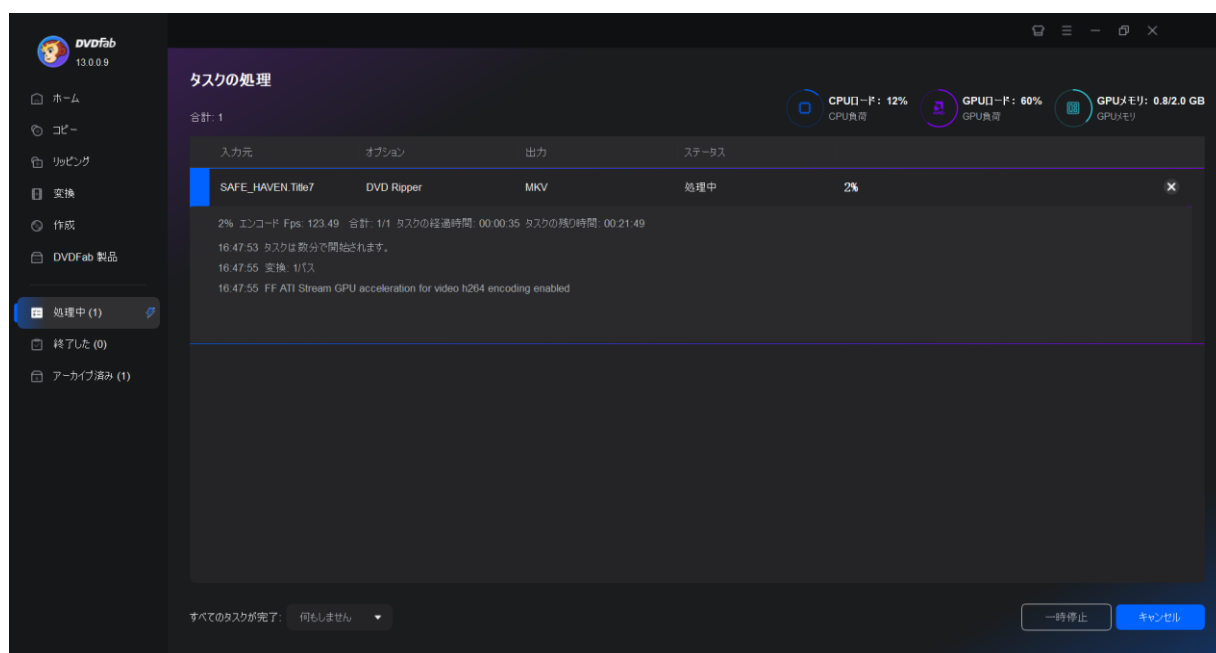 DVDfab
13.0.0.9
ホーム
コピー
リッピング
変換
作成
DVDFab 製品
処理中 (1)
終了した (0)
アーカイブ済み (1)
タスクの処理
合計: 1
CPUロード: 12%
CPU負荷
GPUロード: 60%
GPU負荷
GPUメモリ: 0.8/2.0 GB
GPUメモリ
入力元 オプション 出力 ステータス
SAFE_HAVEN.Title7 DVD Ripper MKV 処理中 2%
2% エンコード Fps: 123.49 合計: 1/1 タスクの経過時間: 00:00:35 タスクの残り時間: 00:21:49
16:47:53 タスクは数分で開始されます。
16:47:55 変換: 1パス
16:47:55 FF ATI Stream GPU acceleration for video h264 encoding enabled
すべてのタスクが完了: 何もしません
一時停止 キャンセル